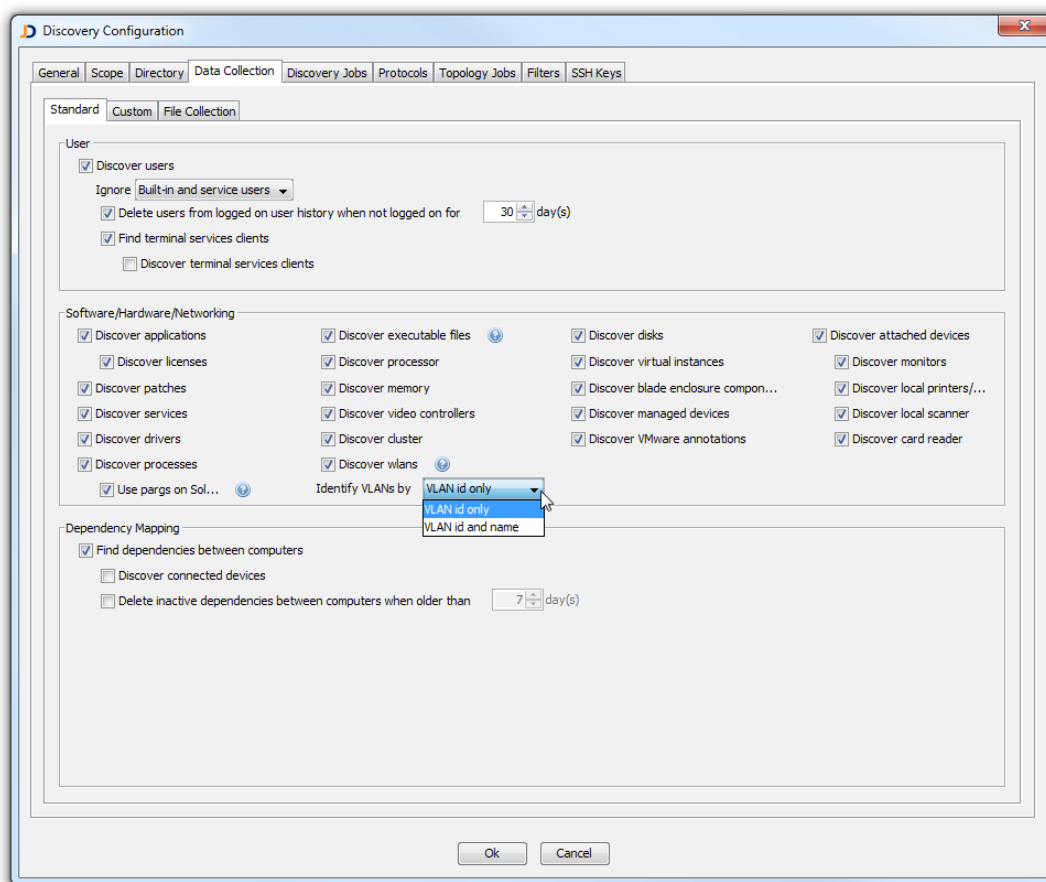 Discovery Configuration
General Scope Directory Data Collection Discovery Jobs Protocols Topology Jobs Filters SSH Keys
Standard Custom File Collection
User
Discover users
Ignore Built-in and service users
Delete users from logged on user history when not logged on for 30 day(s)
Find terminal services clients
Discover terminal services clients
Software/Hardware/Networking
Discover applications Discover executable files Discover disks Discover attached devices
Discover licenses Discover processor Discover virtual instances Discover monitors
Discover patches Discover memory Discover blade enclosure compon... Discover local printers/...
Discover services Discover video controllers Discover managed devices Discover local scanner
Discover drivers Discover cluster Discover VMware annotations Discover card reader
Discover processes Discover wlans
Use pargs on Sol... Identify VLANs by VLAN id only
VLAN id only
VLAN id and name
Dependency Mapping
Find dependencies between computers
Discover connected devices
Delete inactive dependencies between computers when older than 7 day(s)
Ok Cancel